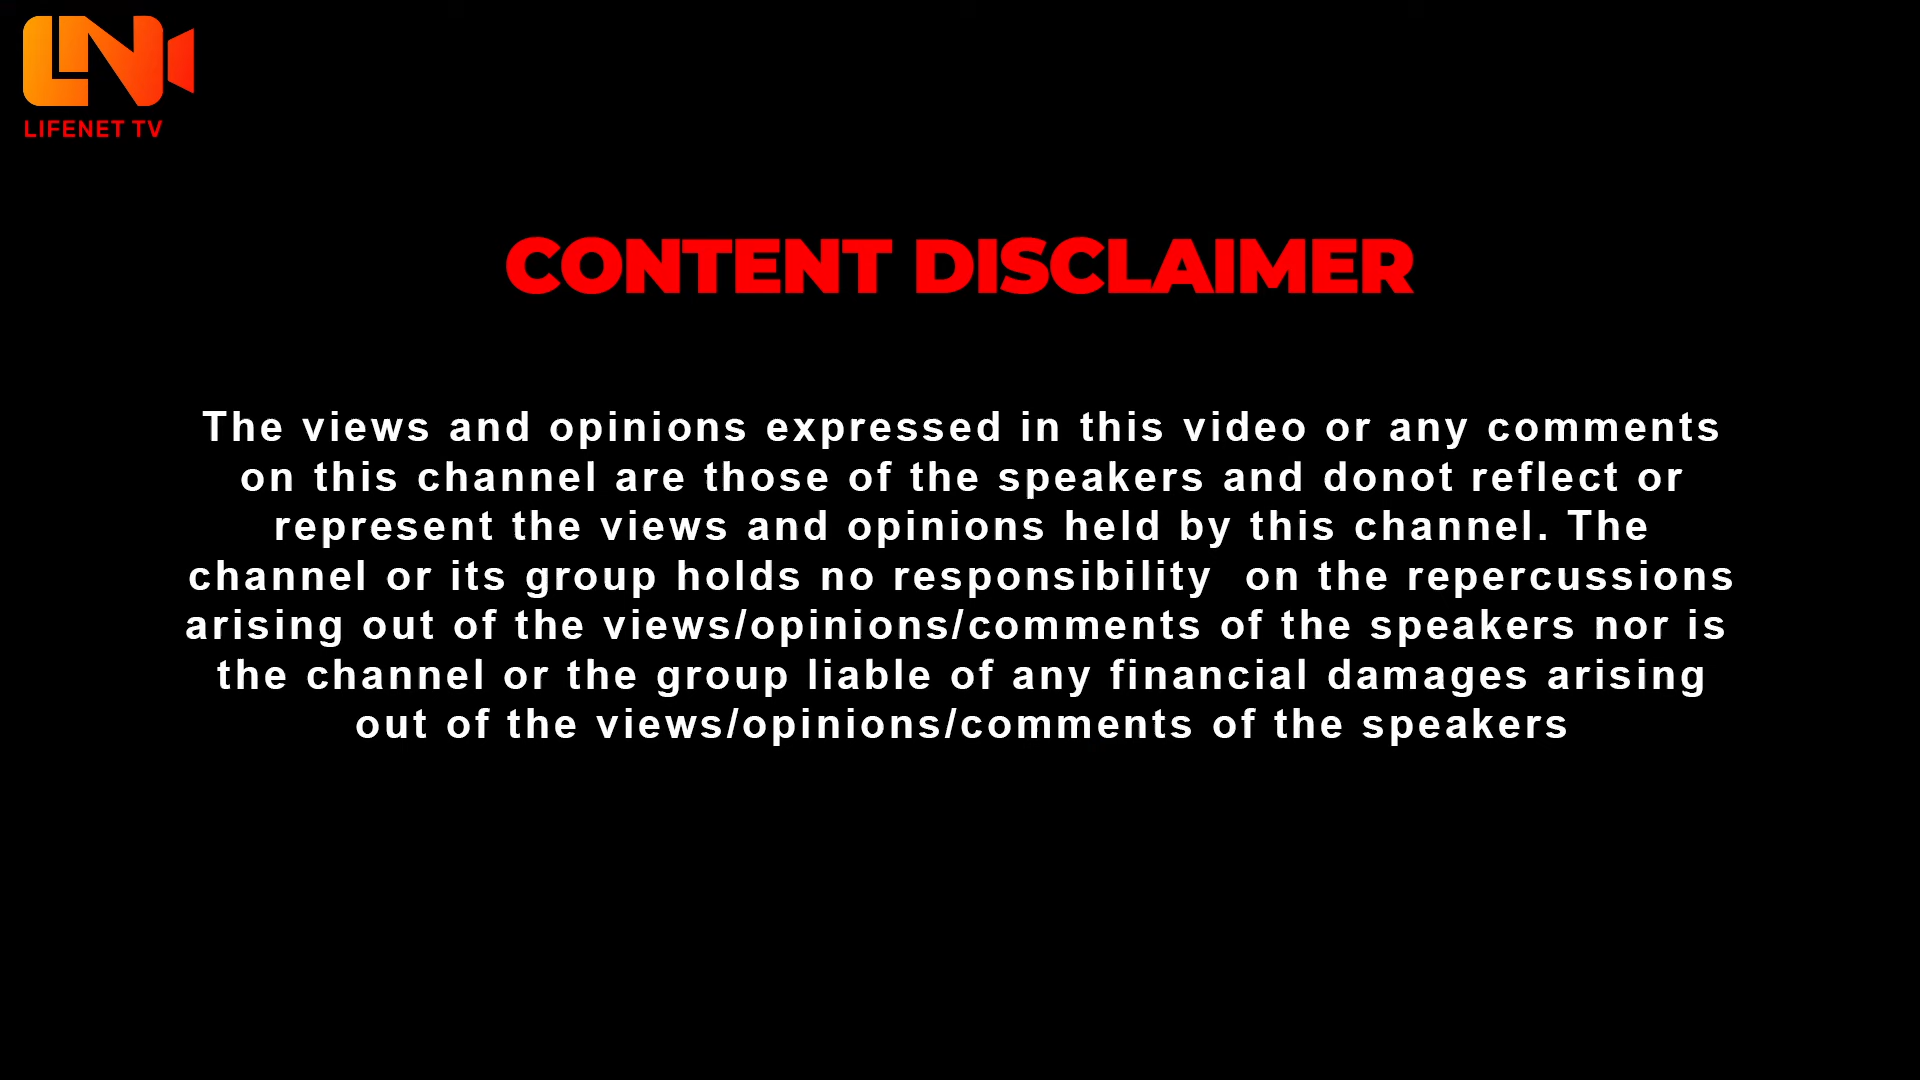 LN
LIFENET TV
CONTENT DISCLAIMER
The views and opinions expressed in this video or any comments
on this channel are those of the speakers and donot reflect or
represent the views and opinions held by this channel. The
channel or its group holds no responsibility  on the repercussions
arising out of the views/opinions/comments of the speakers nor is
the channel or the group liable of any financial damages arising
out of the views/opinions/comments of the speakers